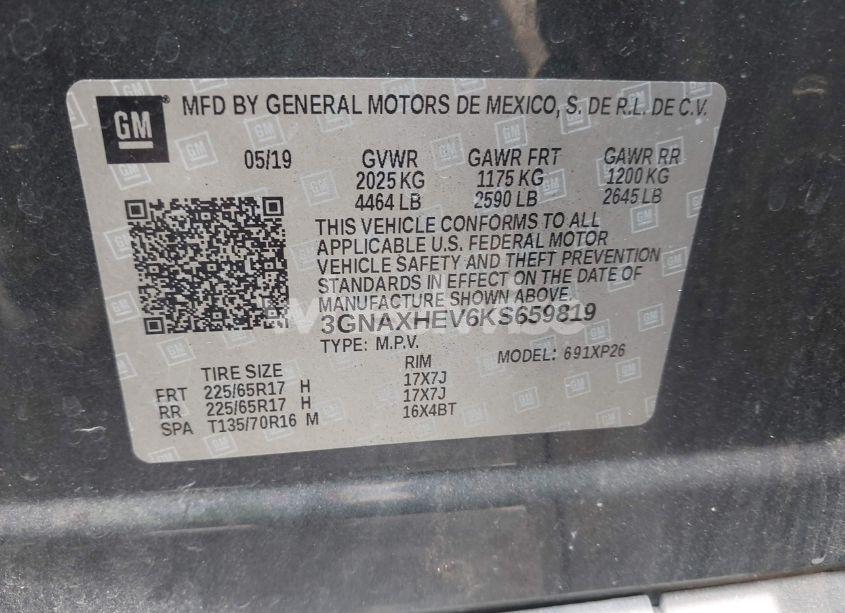 GM
MFD BY GENERAL MOTORS DE MEXICO, S. DE R.L. DE C.V.
05/19 GVWR GAWR FRT GAWR RR
2025 KG 1175 KG 1200 KG
4464 LB 2590 LB 2645 LB
THIS VEHICLE CONFORMS TO ALL
APPLICABLE U.S. FEDERAL MOTOR
VEHICLE SAFETY AND THEFT PREVENTION
STANDARDS IN EFFECT ON THE DATE OF
MANUFACTURE SHOWN ABOVE.
3GNAXHEV6KS659819
TYPE: M.P.V. MODEL: 691XP26
TIRE SIZE RIM
FRT 225/65R17 H 17X7J
RR 225/65R17 H 17X7J
SPA T135/70R16 M 16X4BT